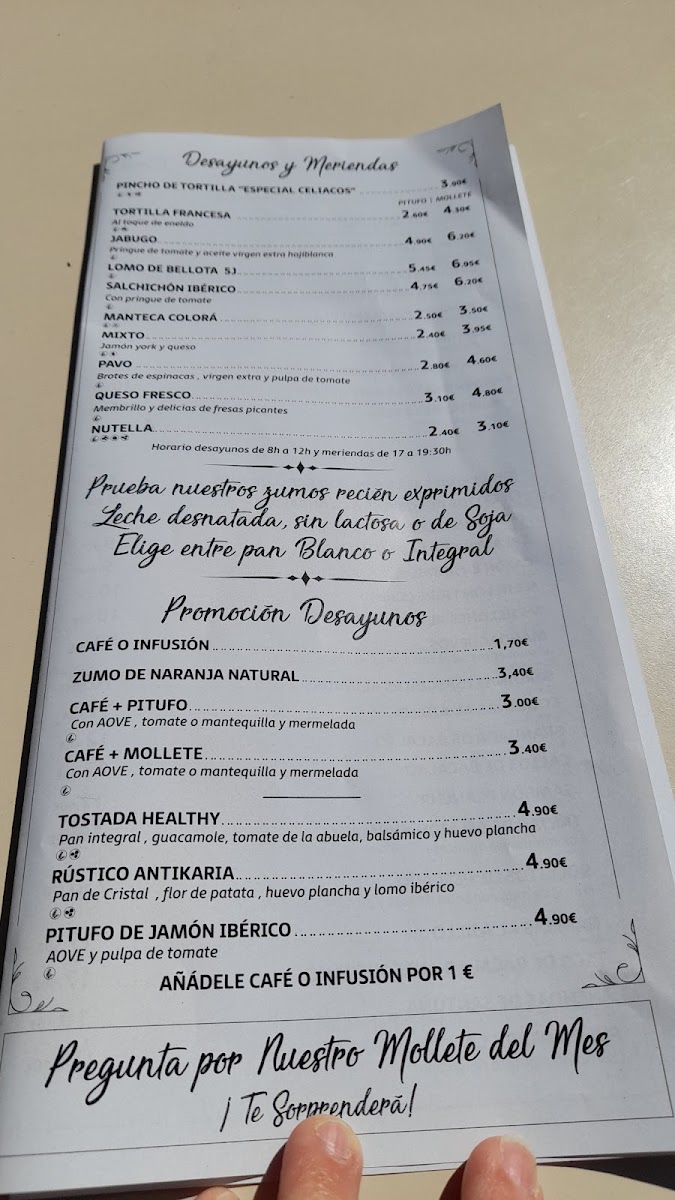 Desayunos y Meriendas
PINCHO DE TORTILLA "ESPECIAL CELIACOS" 3.90€
PITUFO | MOLLETE
TORTILLA FRANCESA 2.60€ 4.50€
Al toque de eneldo
JABUGO 4.90€ 6.20€
Pringue de tomate y aceite virgen extra hojiblanca
LOMO DE BELLOTA 5J 5.45€ 6.95€
SALCHICHÓN IBÉRICO 4.75€ 6.20€
Con pringue de tomate
MANTECA COLORÁ 2.50€ 3.50€
MIXTO 2.40€ 3.95€
Jamón york y queso
PAVO 2.80€ 4.60€
Brotes de espinacas , virgen extra y pulpa de tomate
QUESO FRESCO 3.10€ 4.80€
Membrillo y delicias de fresas picantes
NUTELLA 2.40€ 3.10€
Horario desayunos de 8h a 12h y meriendas de 17 a 19:30h
Prueba nuestros zumos recién exprimidos
Leche desnatada, sin lactosa o de Soja
Elige entre pan Blanco o Integral
Promoción Desayunos
CAFÉ O INFUSIÓN 1,70€
ZUMO DE NARANJA NATURAL 3,40€
CAFÉ + PITUFO 3.00€
Con AOVE , tomate o mantequilla y mermelada
CAFÉ + MOLLETE 3.40€
Con AOVE , tomate o mantequilla y mermelada
TOSTADA HEALTHY 4.90€
Pan integral , guacamole, tomate de la abuela, balsámico y huevo plancha
RÚSTICO ANTIKARIA 4.90€
Pan de Cristal , flor de patata , huevo plancha y lomo ibérico
PITUFO DE JAMÓN IBÉRICO 4.90€
AOVE y pulpa de tomate
AÑÁDELE CAFÉ O INFUSIÓN POR 1 €
Pregunta por Nuestro Mollete del Mes
¡Te Sorprenderá!